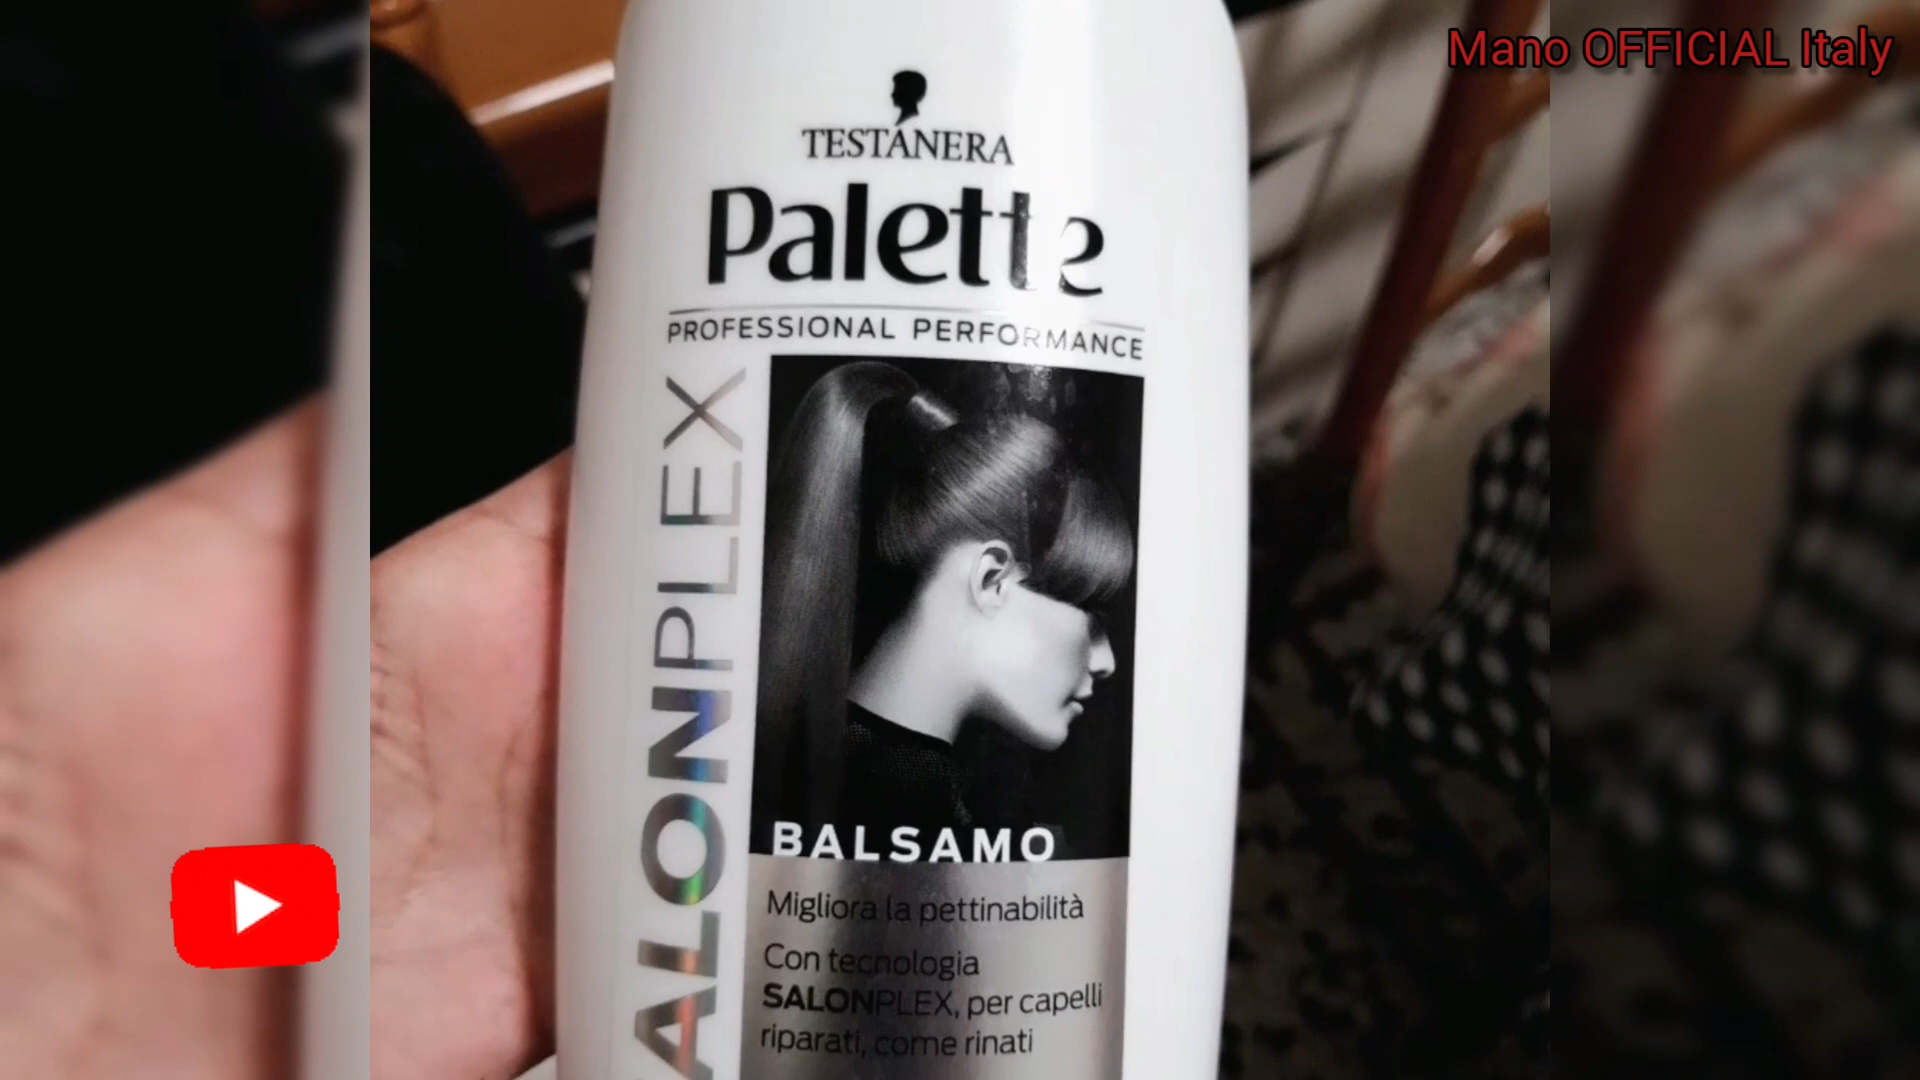 Mano OFFICIAL Italy
TESTANERA
Palette
PROFESSIONAL PERFORMANCE
SALONPLEX
BALSAMO
Migliora la pettinabilità
Con tecnologia
SALONPLEX, per capelli
riparati, come rinati